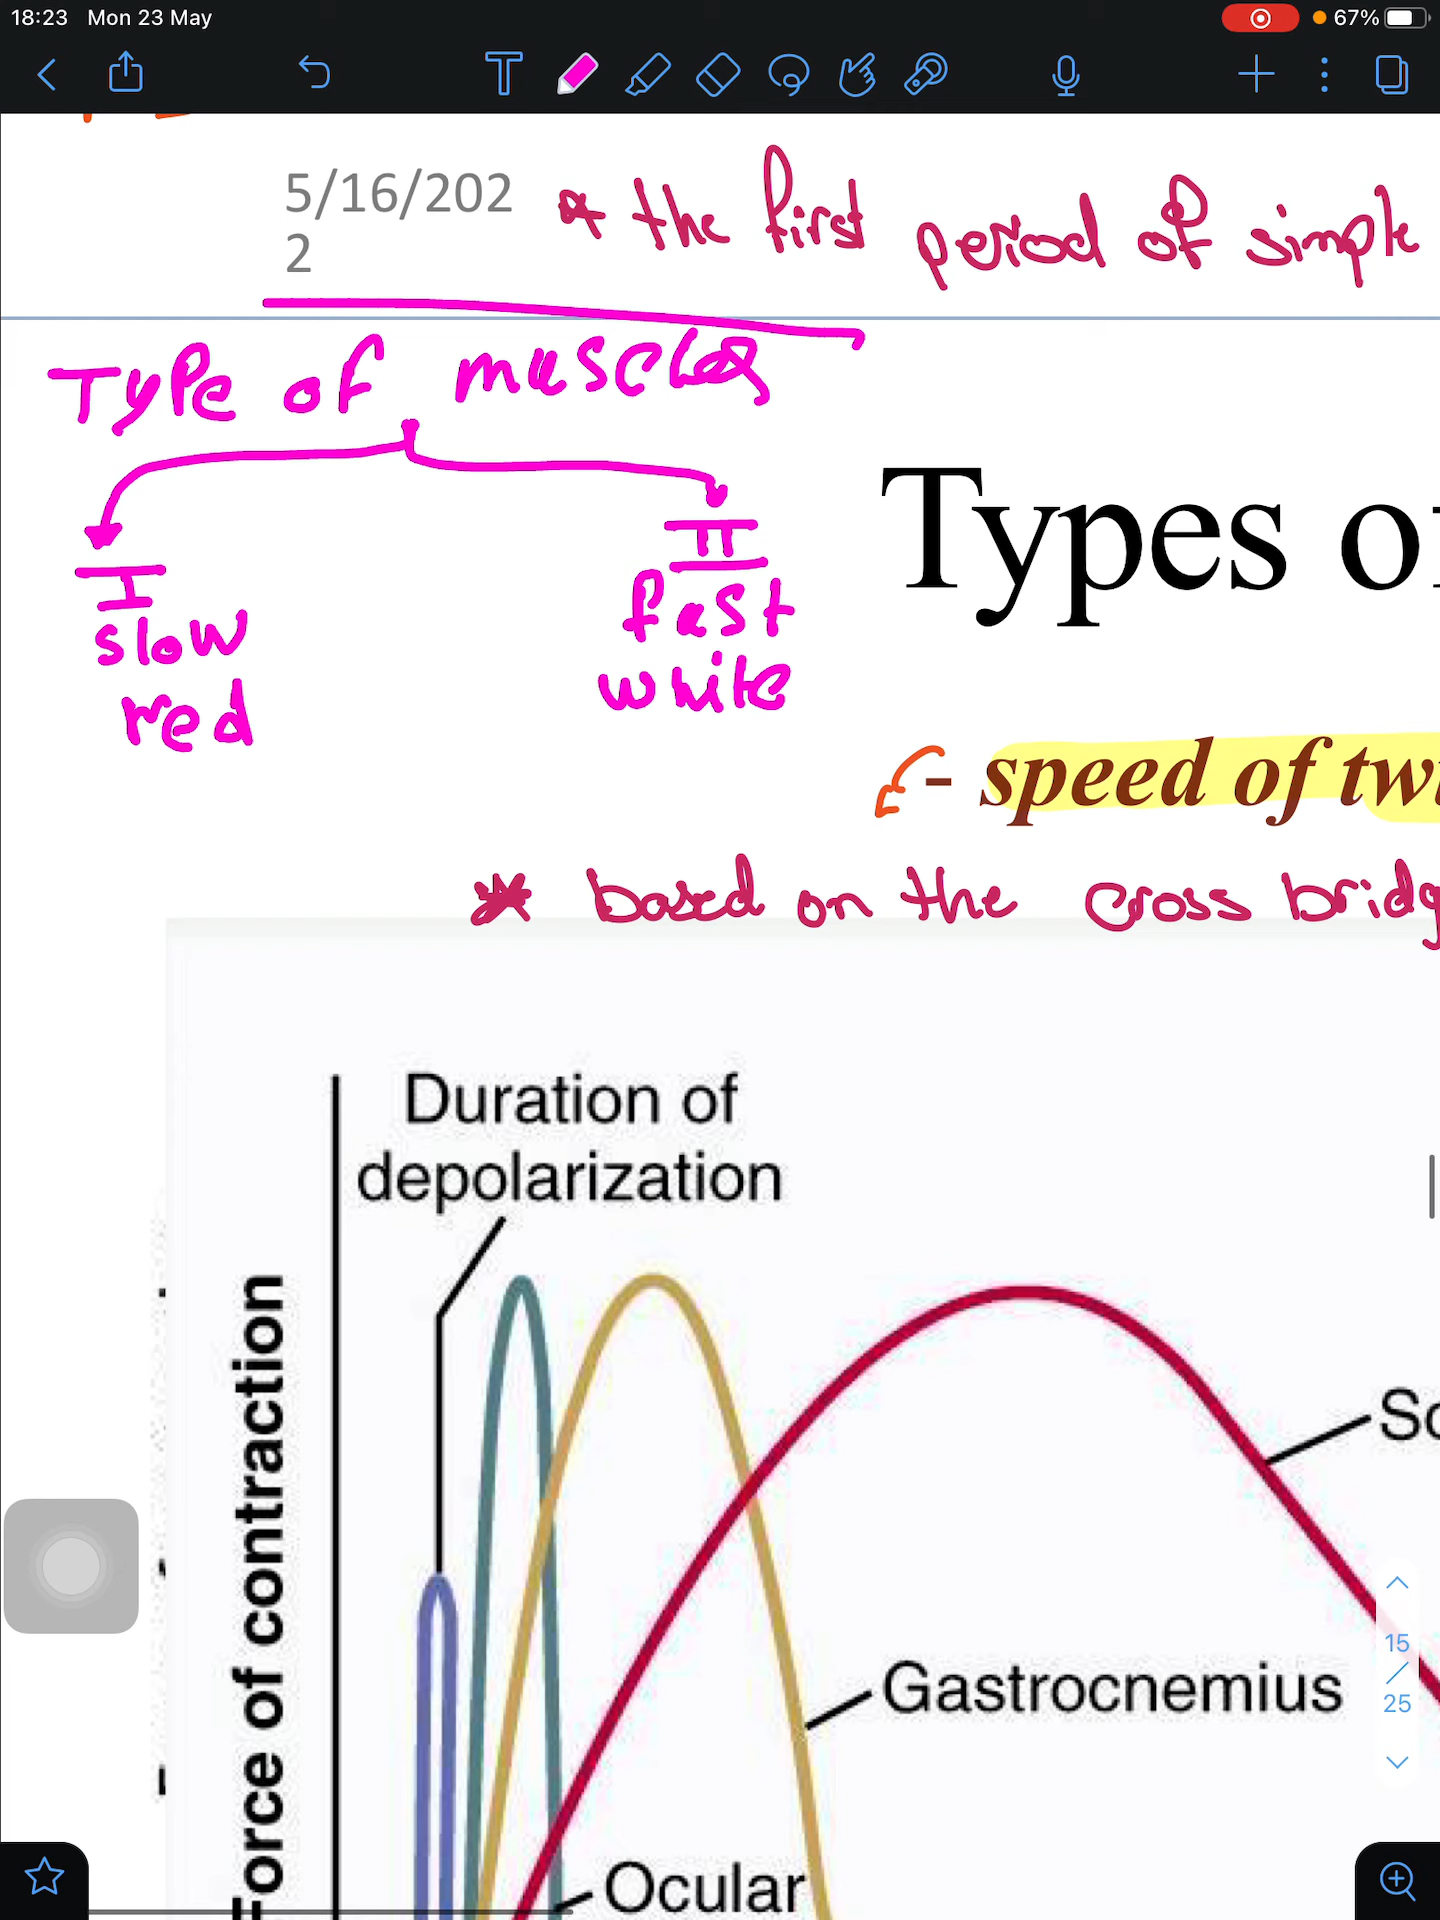 18:23 Mon 23 May
67%
5/16/202
2
* the first period of simple
Type of muscles
I
slow
red
II
fast
white
Types of
- speed of tw
* based on the cross bridg
Duration of
depolarization
Force of contraction
So
Gastrocnemius
Ocular
15
/
25